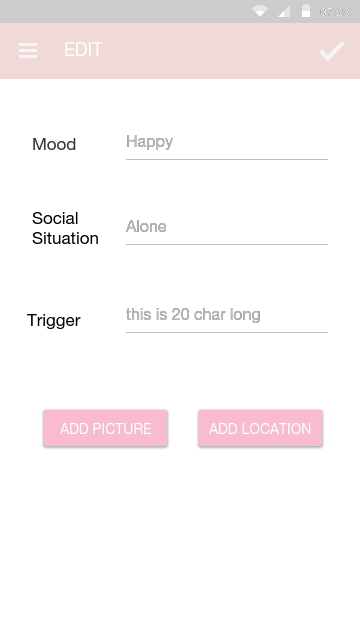 EDIT
Mood
Happy
Social
Situation
Alone
Trigger
this is 20 char long
ADD PICTURE
ADD LOCATION